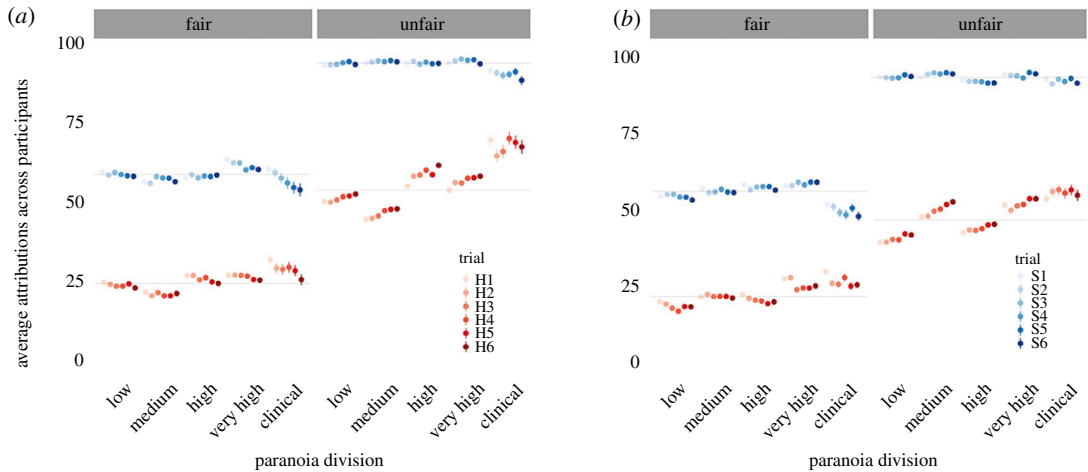 (a)
fair unfair
100
75
50
25
0
average attributions across participants
trial
H1
H2
H3
H4
H5
H6
low medium high very high clinical low medium high very high clinical
paranoia division
(b)
fair unfair
100
75
50
25
0
trial
S1
S2
S3
S4
S5
S6
low medium high very high clinical low medium high very high clinical
paranoia division